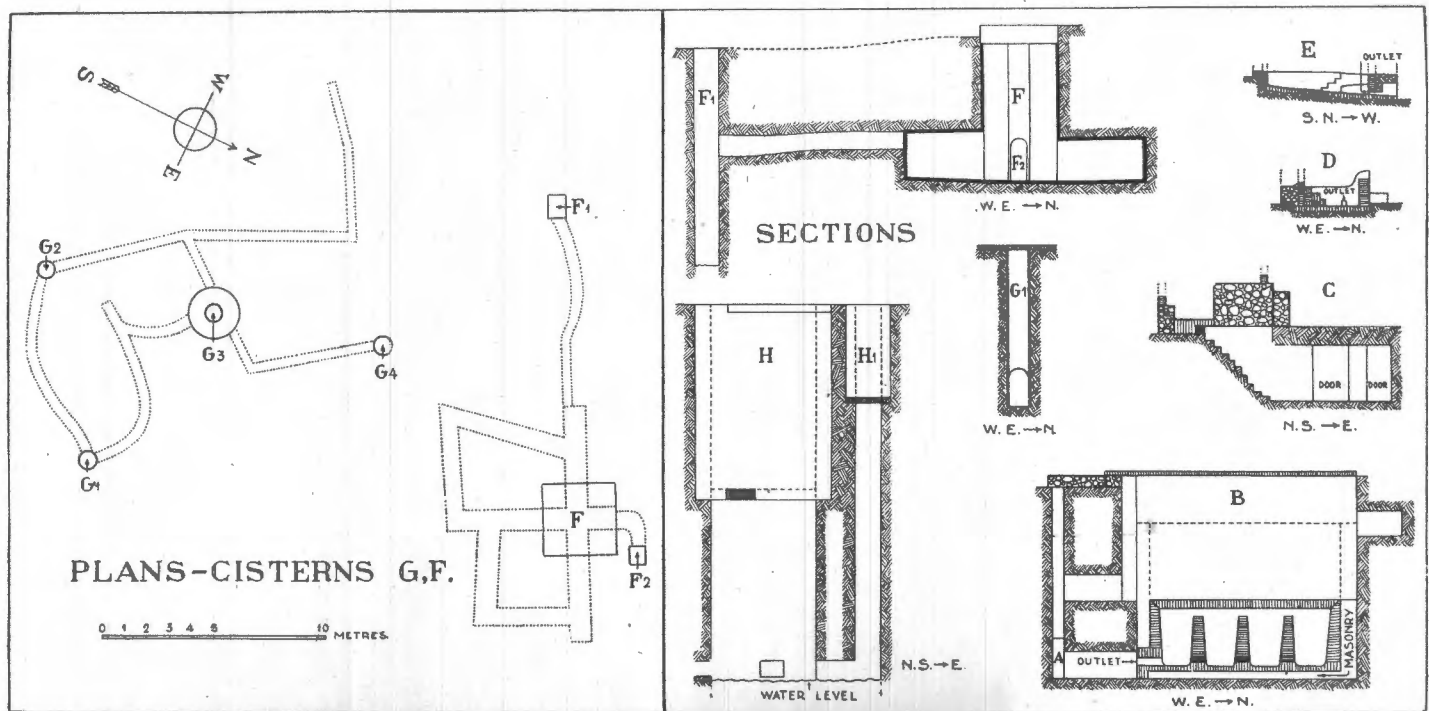 W
S
N
E
G2
G3
G4
G1
F1
F
F2
PLANS-CISTERNS G,F.
0 1 2 3 4 5 10 METRES.
F1
F
F2
W. E. → N.
SECTIONS
E
OUTLET
S. N. → W.
D
OUTLET
W. E. → N.
G1
W. E. → N.
C
DOOR
DOOR
N. S. → E.
H
H1
N. S. → E.
WATER LEVEL
B
A
OUTLET
MASONRY
W. E. → N.